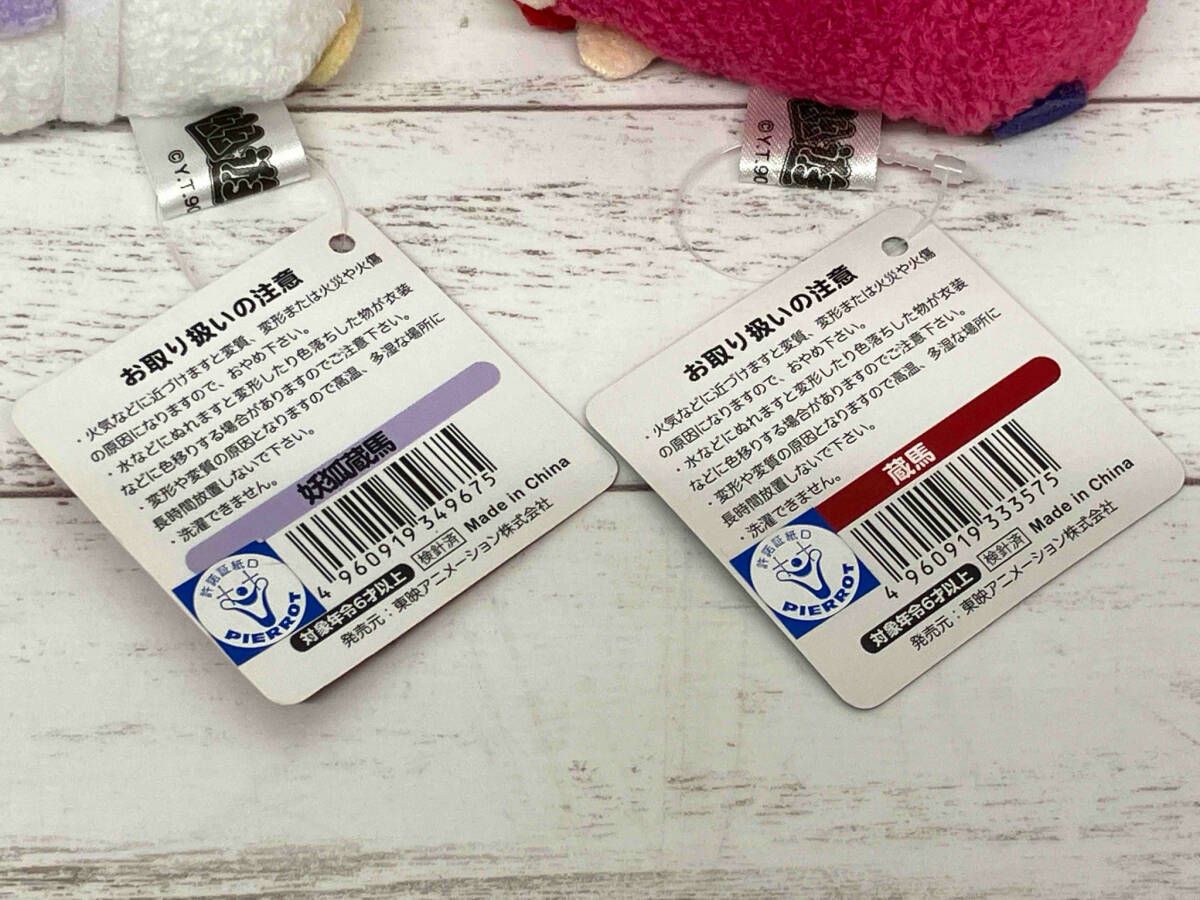 ©Y.T.90
お取り扱いの注意
・火気などに近づけますと変質、変形または火災や火傷
の原因になりますので、おやめ下さい。
・水などにぬれますと変形したり色落ちした物が衣装
などに色移りする場合がありますのでご注意下さい。
・変形や変質の原因となりますので高温、多湿な場所に
長時間放置しないで下さい。
・洗濯できません。
妖狐蔵馬
4 960919 349675
許諾証紙D
PIERROT
対象年令6才以上
検針済
Made in China
発売元：東映アニメーション株式会社
©Y.T.90
お取り扱いの注意
・火気などに近づけますと変質、変形または火災や火傷
の原因になりますので、おやめ下さい。
・水などにぬれますと変形したり色落ちした物が衣装
などに色移りする場合がありますのでご注意下さい。
・変形や変質の原因となりますので高温、多湿な場所に
長時間放置しないで下さい。
・洗濯できません。
蔵馬
4 960919 333575
許諾証紙D
PIERROT
対象年令6才以上
検針済
Made in China
発売元：東映アニメーション株式会社